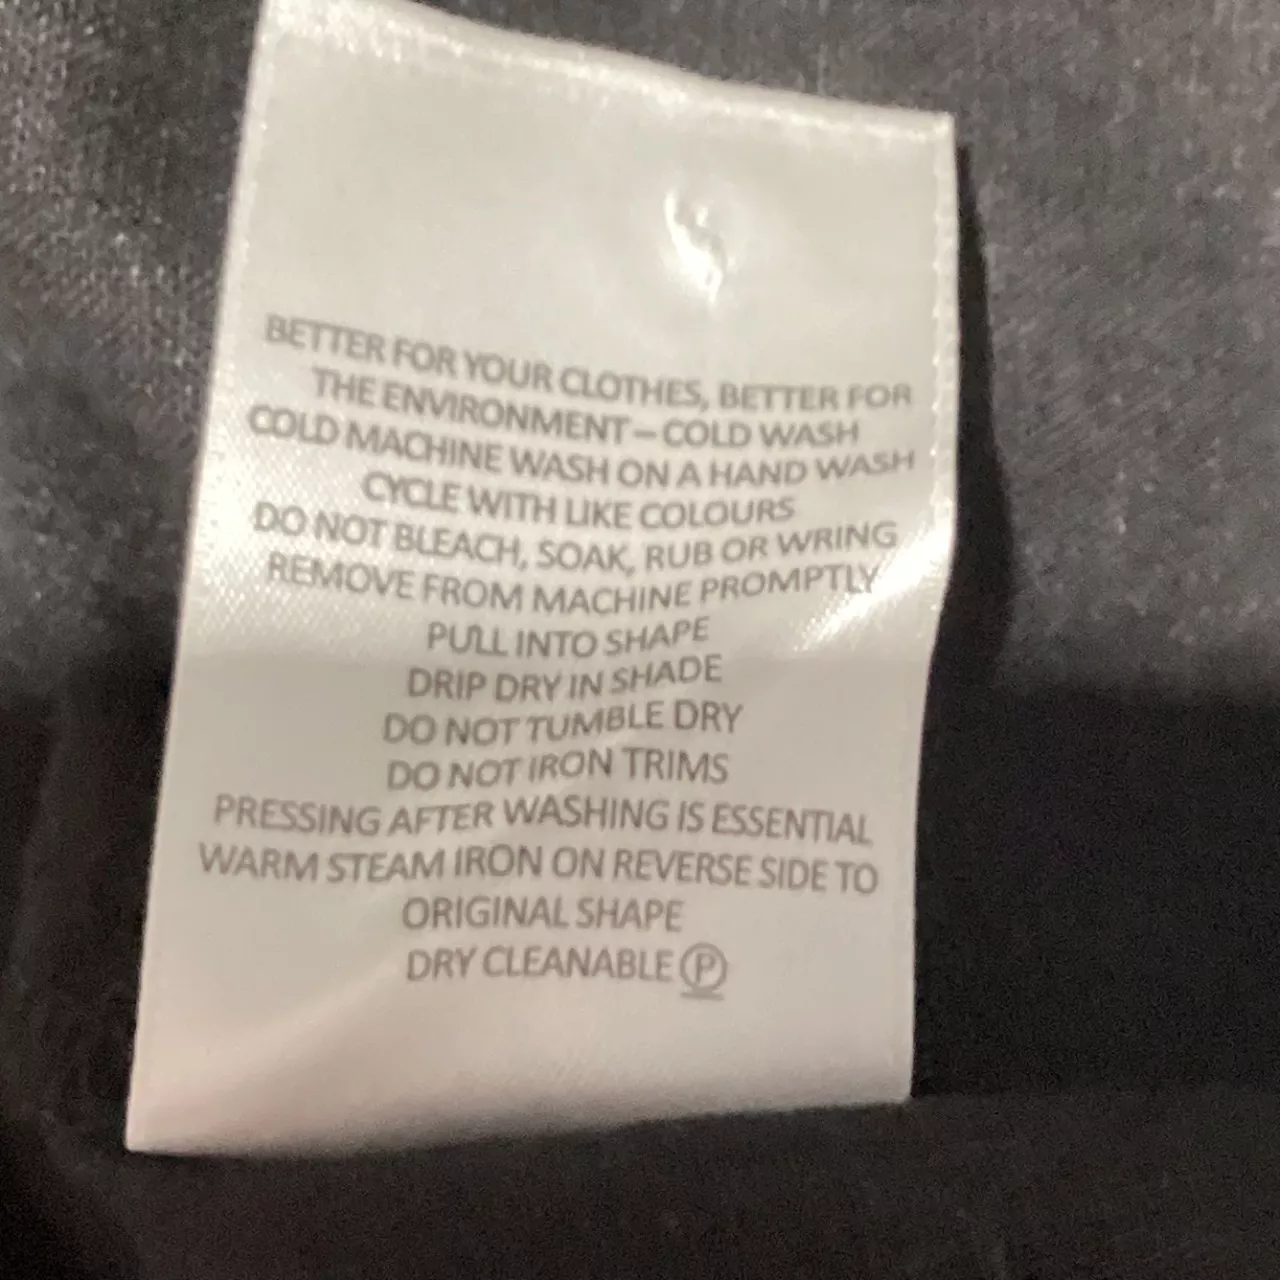 BETTER FOR YOUR CLOTHES, BETTER FOR
THE ENVIRONMENT – COLD WASH
COLD MACHINE WASH ON A HAND WASH
CYCLE WITH LIKE COLOURS
DO NOT BLEACH, SOAK, RUB OR WRING
REMOVE FROM MACHINE PROMPTLY
PULL INTO SHAPE
DRIP DRY IN SHADE
DO NOT TUMBLE DRY
DO NOT IRON TRIMS
PRESSING AFTER WASHING IS ESSENTIAL
WARM STEAM IRON ON REVERSE SIDE TO
ORIGINAL SHAPE
DRY CLEANABLE Ⓟ